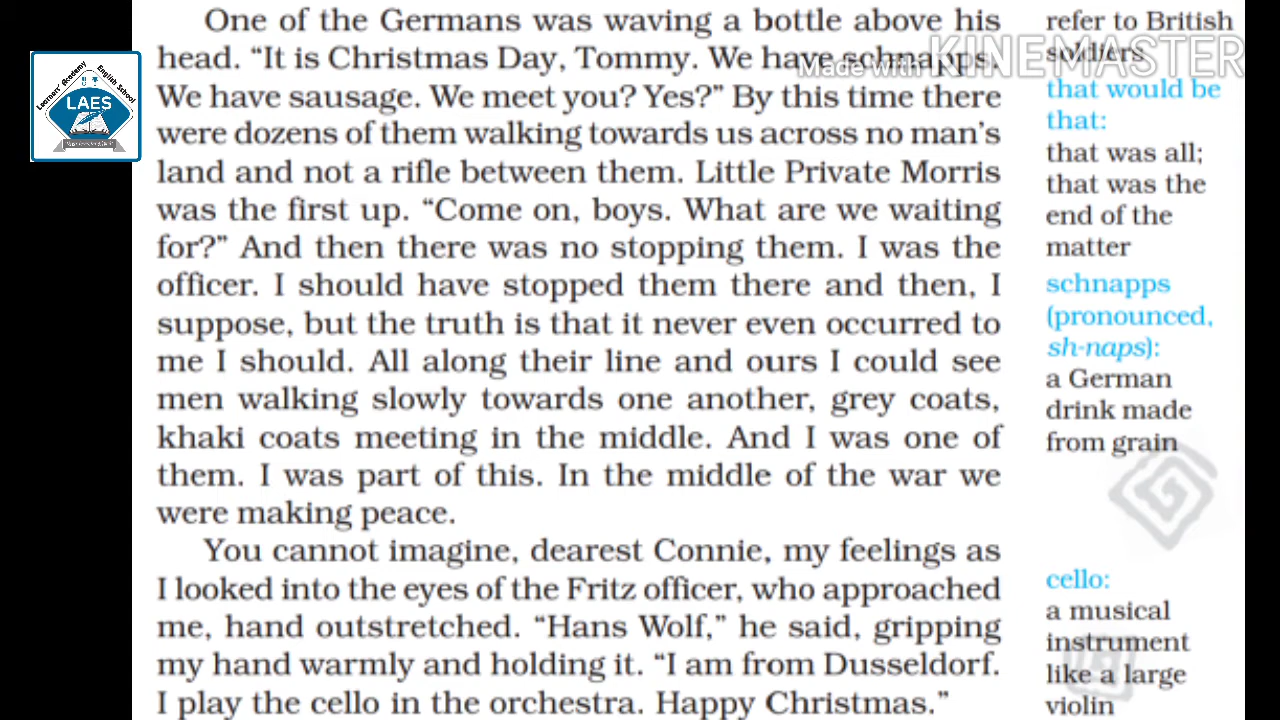 One of the Germans was waving a bottle above his
head. “It is Christmas Day, Tommy. We have schnapps.
We have sausage. We meet you? Yes?” By this time there
were dozens of them walking towards us across no man’s
land and not a rifle between them. Little Private Morris
was the first up. “Come on, boys. What are we waiting
for?” And then there was no stopping them. I was the
officer. I should have stopped them there and then, I
suppose, but the truth is that it never even occurred to
me I should. All along their line and ours I could see
men walking slowly towards one another, grey coats,
khaki coats meeting in the middle. And I was one of
them. I was part of this. In the middle of the war we
were making peace.
You cannot imagine, dearest Connie, my feelings as
I looked into the eyes of the Fritz officer, who approached
me, hand outstretched. “Hans Wolf,” he said, gripping
my hand warmly and holding it. “I am from Dusseldorf.
I play the cello in the orchestra. Happy Christmas.”
refer to British
soldiers
that would be
that:
that was all;
that was the
end of the
matter
schnapps
(pronounced,
sh-naps):
a German
drink made
from grain
cello:
a musical
instrument
like a large
violin
Made with KINEMASTER
Learners' Academy English School
LAES